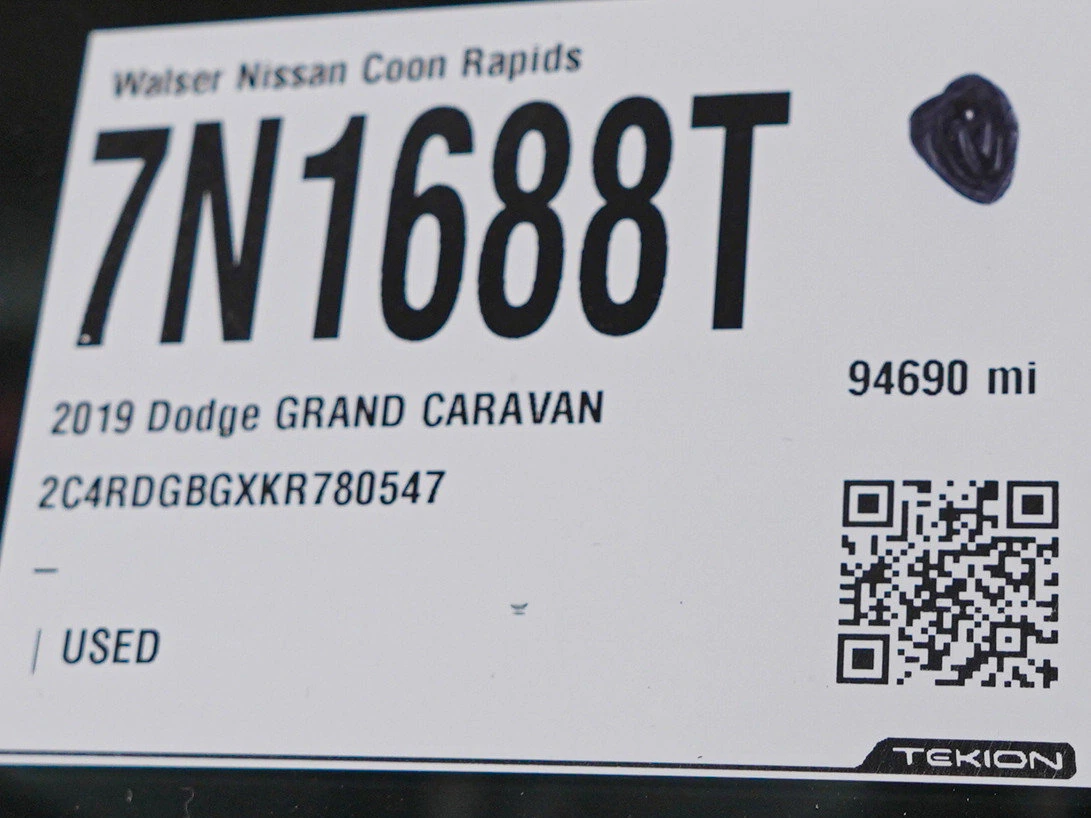 Walser Nissan Coon Rapids
7N1688T
94690 mi
2019 Dodge GRAND CARAVAN
2C4RDGBGXKR780547
–
| USED
TEKION